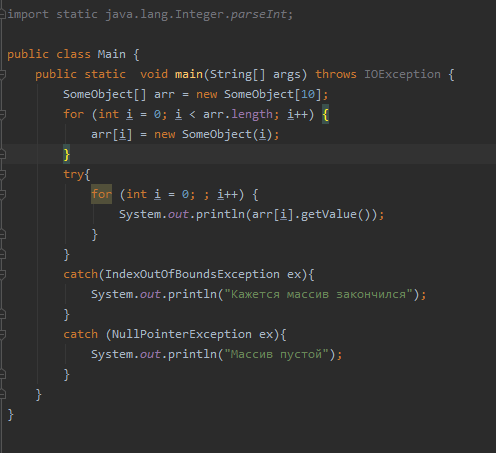 import static java.lang.Integer.parseInt;
public class Main {
public static  void main(String[] args) throws IOException {
SomeObject[] arr = new SomeObject[10];
for (int i = 0; i < arr.length; i++) {
arr[i] = new SomeObject(i);
}
try{
for (int i = 0; ; i++) {
System.out.println(arr[i].getValue());
}
}
catch(IndexOutOfBoundsException ex){
System.out.println("Кажется массив закончился");
}
catch (NullPointerException ex){
System.out.println("Массив пустой");
}
}
}